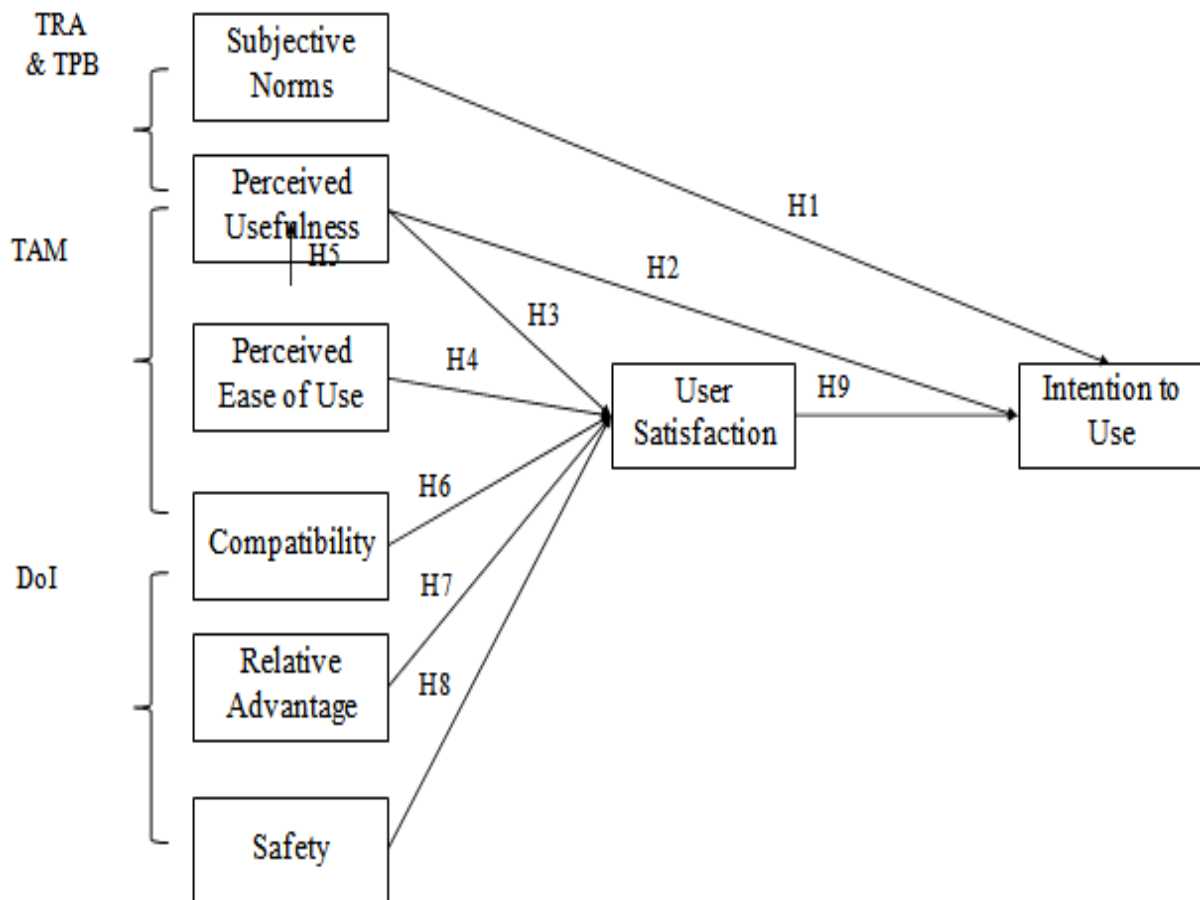 TRA
& TPB
Subjective
Norms
Perceived
Usefulness
H5
TAM
H1
H2
H3
Perceived
Ease of Use
H4
User
Satisfaction
H9
Intention to
Use
H6
Compatibility
DoI
H7
Relative
Advantage
H8
Safety